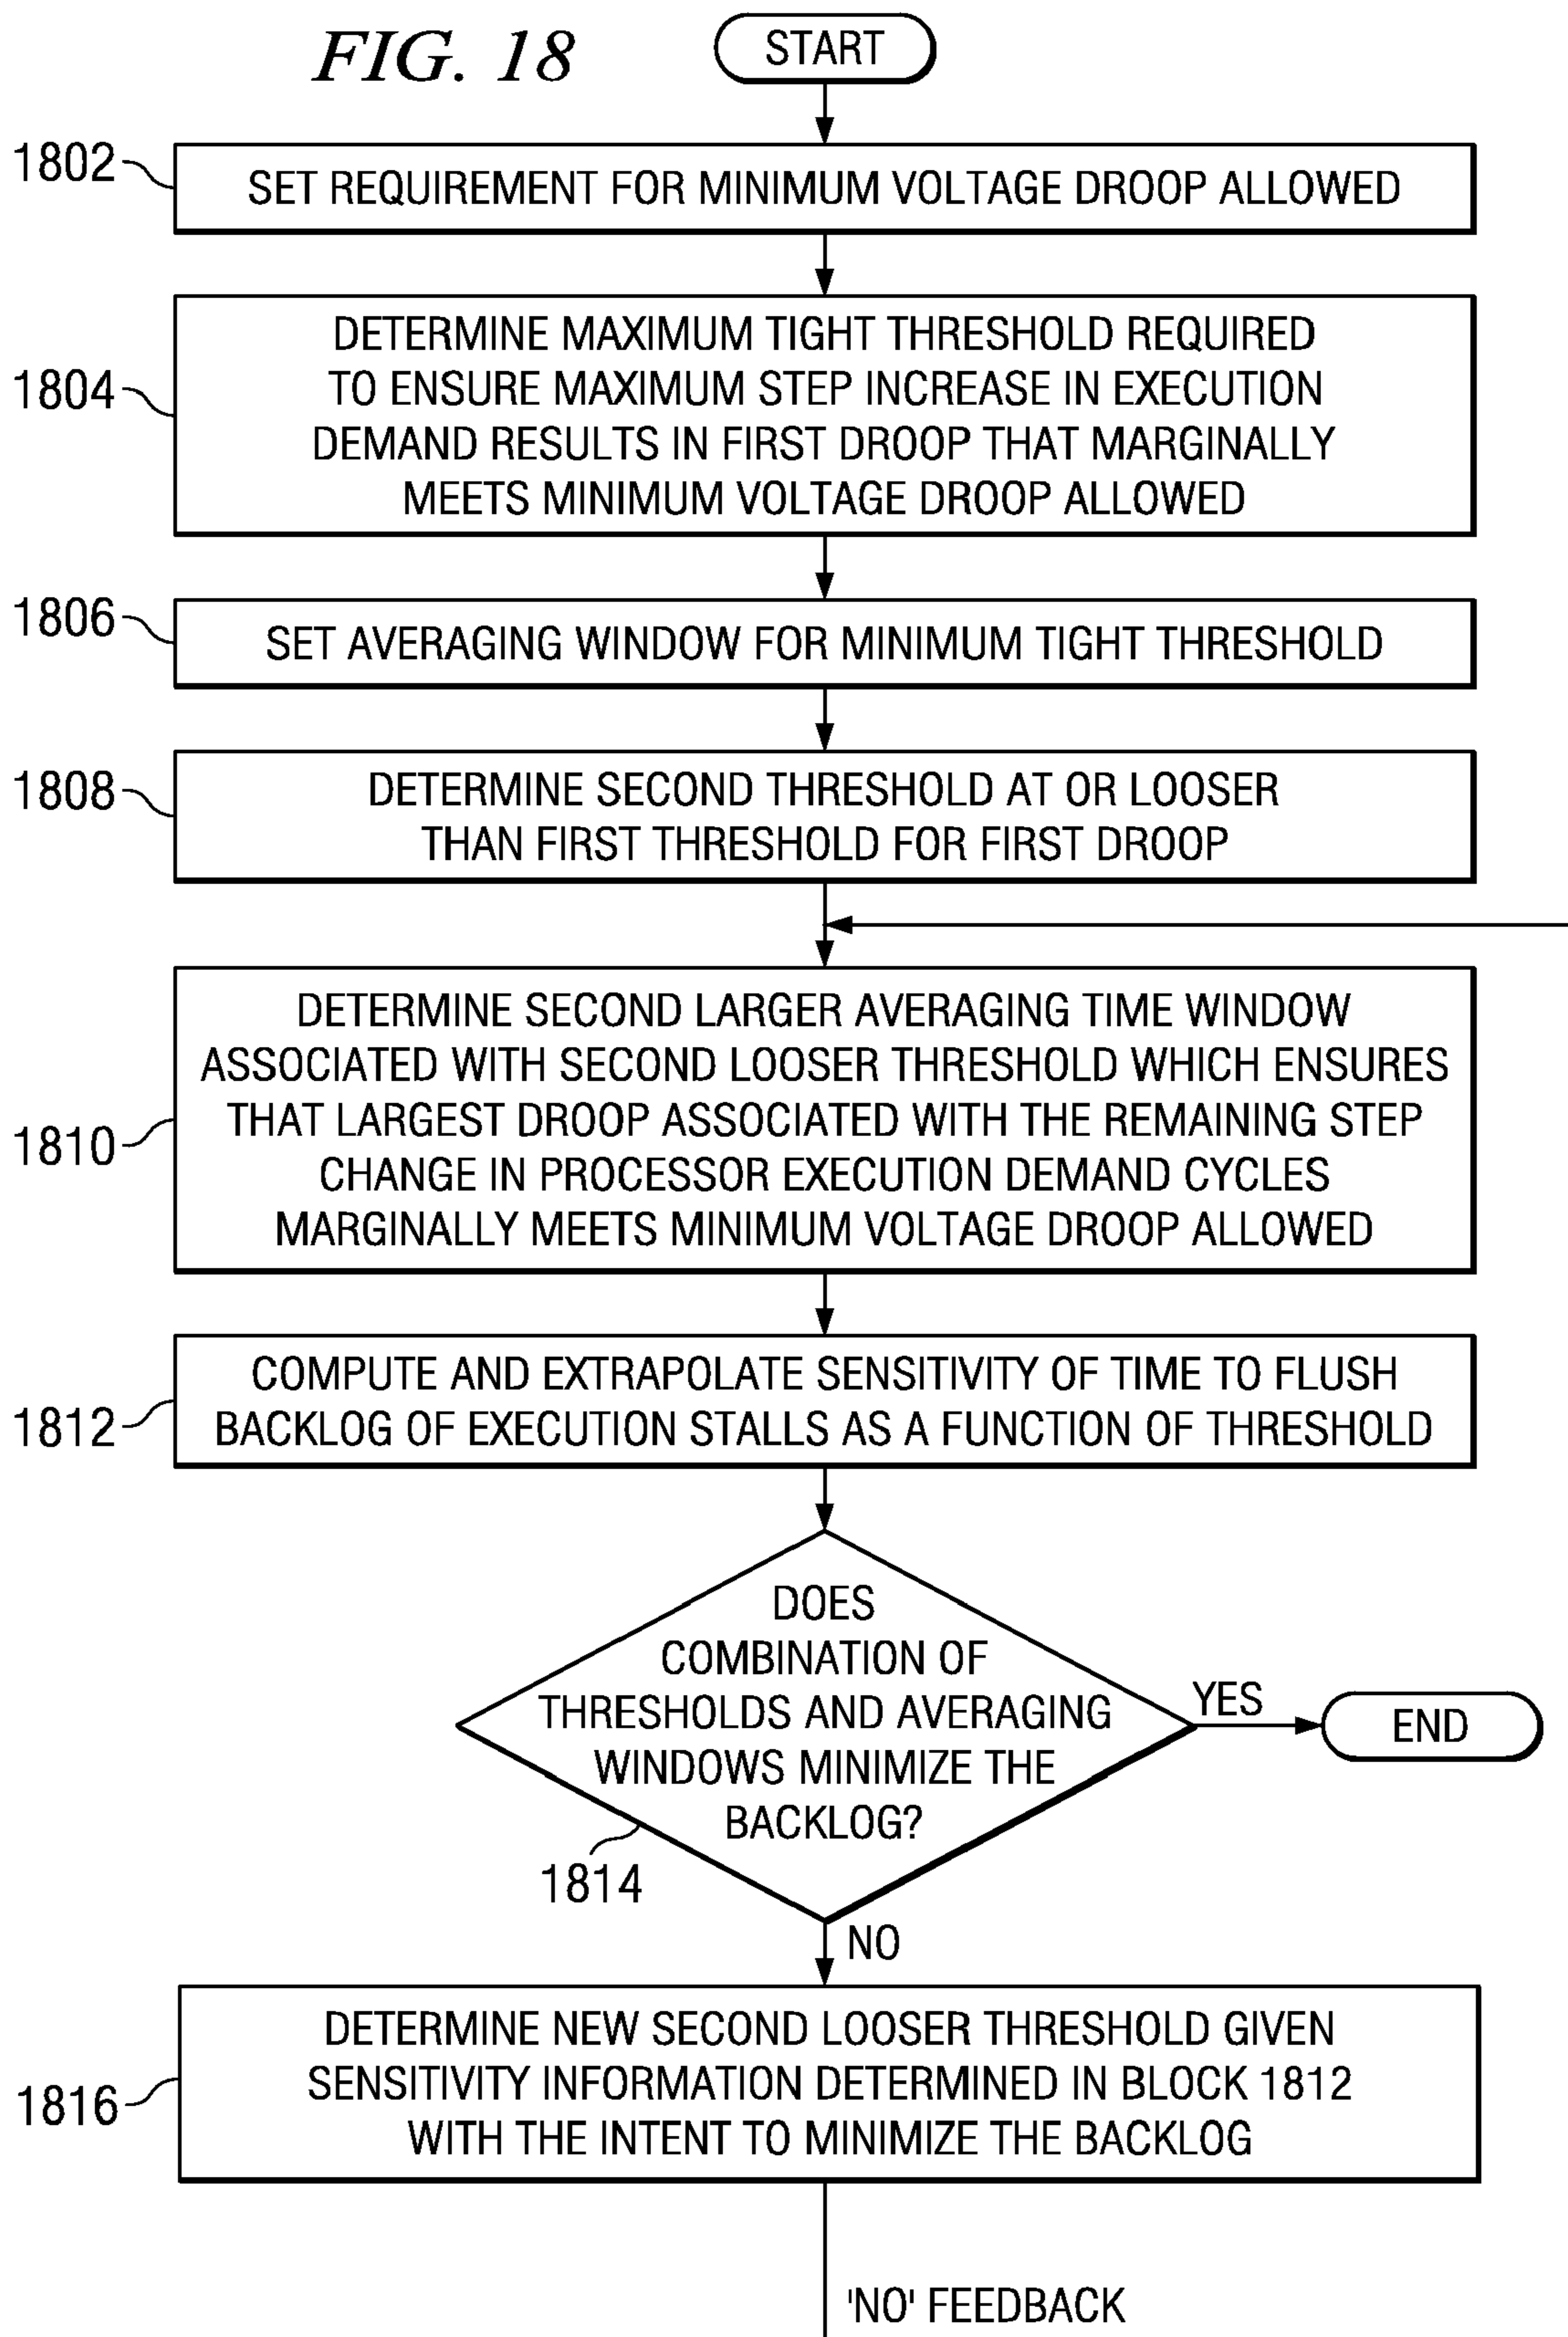 FIG. 18
START
1802
SET REQUIREMENT FOR MINIMUM VOLTAGE DROOP ALLOWED
1804
DETERMINE MAXIMUM TIGHT THRESHOLD REQUIRED
TO ENSURE MAXIMUM STEP INCREASE IN EXECUTION
DEMAND RESULTS IN FIRST DROOP THAT MARGINALLY
MEETS MINIMUM VOLTAGE DROOP ALLOWED
1806
SET AVERAGING WINDOW FOR MINIMUM TIGHT THRESHOLD
1808
DETERMINE SECOND THRESHOLD AT OR LOOSER
THAN FIRST THRESHOLD FOR FIRST DROOP
1810
DETERMINE SECOND LARGER AVERAGING TIME WINDOW
ASSOCIATED WITH SECOND LOOSER THRESHOLD WHICH ENSURES
THAT LARGEST DROOP ASSOCIATED WITH THE REMAINING STEP
CHANGE IN PROCESSOR EXECUTION DEMAND CYCLES
MARGINALLY MEETS MINIMUM VOLTAGE DROOP ALLOWED
1812
COMPUTE AND EXTRAPOLATE SENSITIVITY OF TIME TO FLUSH
BACKLOG OF EXECUTION STALLS AS A FUNCTION OF THRESHOLD
DOES
COMBINATION OF
THRESHOLDS AND AVERAGING
WINDOWS MINIMIZE THE
BACKLOG?
1814
YES
END
NO
1816
DETERMINE NEW SECOND LOOSER THRESHOLD GIVEN
SENSITIVITY INFORMATION DETERMINED IN BLOCK 1812
WITH THE INTENT TO MINIMIZE THE BACKLOG
'NO' FEEDBACK